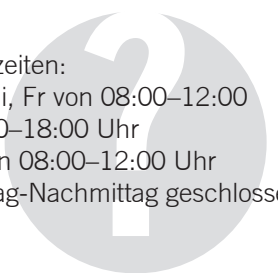 zeiten:
i, Fr von 08:00–12:00
0–18:00 Uhr
n 08:00–12:00 Uhr
ag-Nachmittag geschlosse